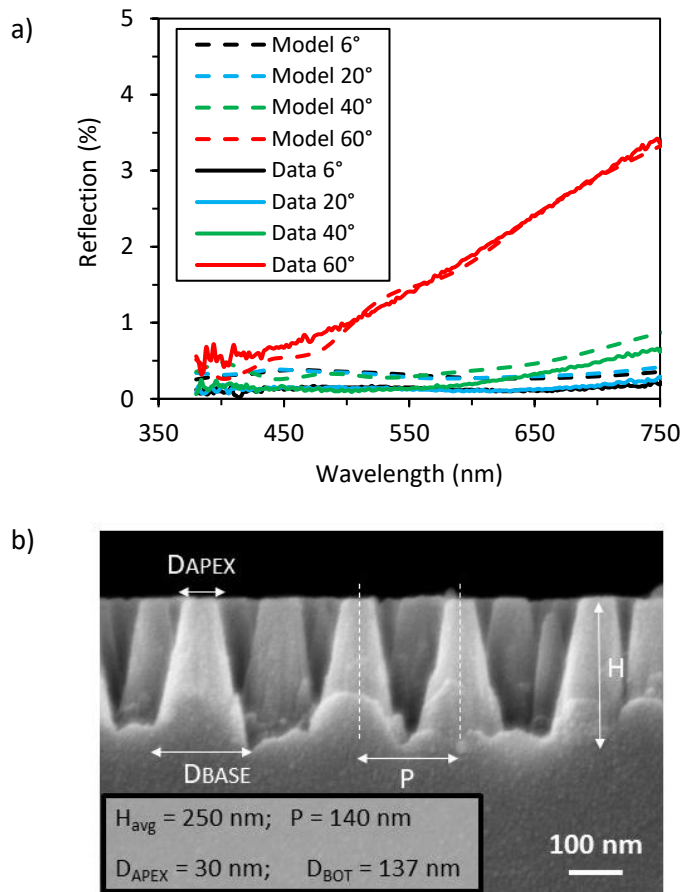 a)
5
4
3
2
1
0
Reflection (%)
Model 6°
Model 20°
Model 40°
Model 60°
Data 6°
Data 20°
Data 40°
Data 60°
350 450 550 650 750
Wavelength (nm)
b)
DAPEX
H
DBASE
P
Havg = 250 nm; P = 140 nm
DAPEX = 30 nm; DBOT = 137 nm
100 nm